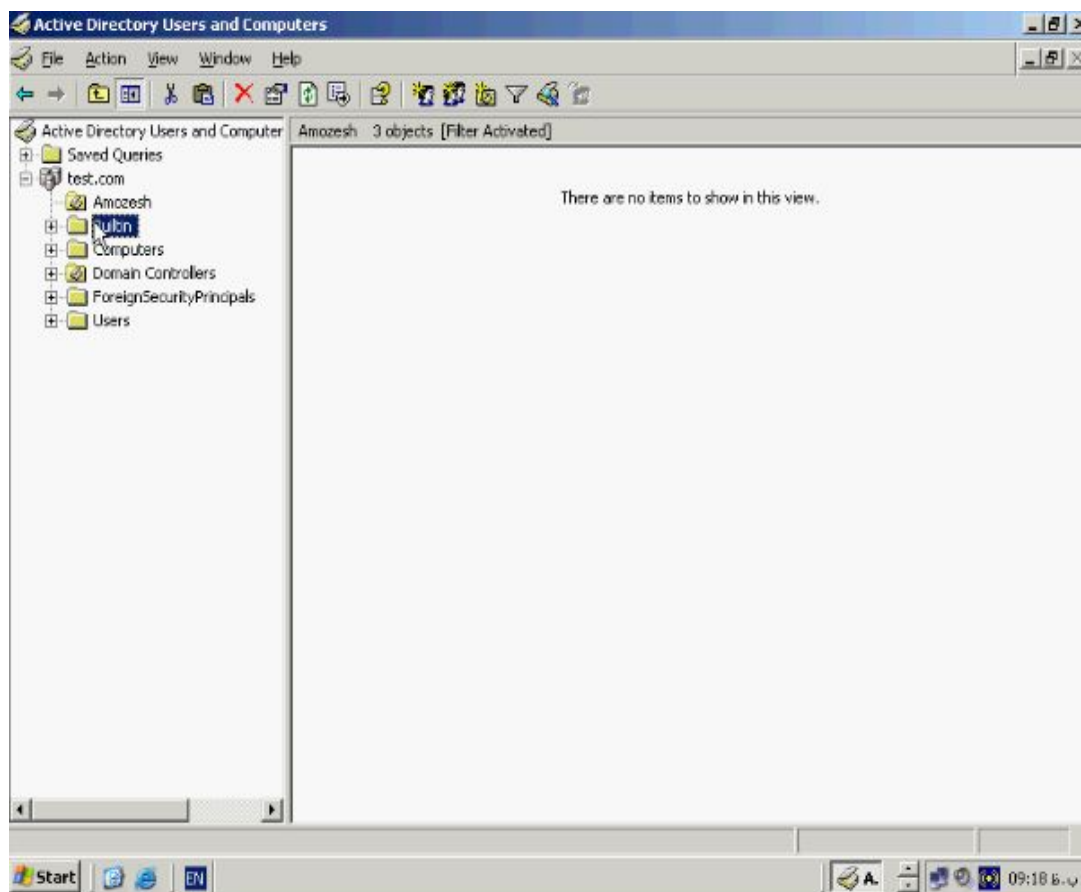 Active Directory Users and Computers
File Action View Window Help
Active Directory Users and Computer
Amozesh 3 objects [Filter Activated]
Saved Queries
test.com
Amozesh
Computers
Domain Controllers
ForeignSecurityPrincipals
Users
There are no items to show in this view.
Start
EN
A.
09:18 ب.ظ